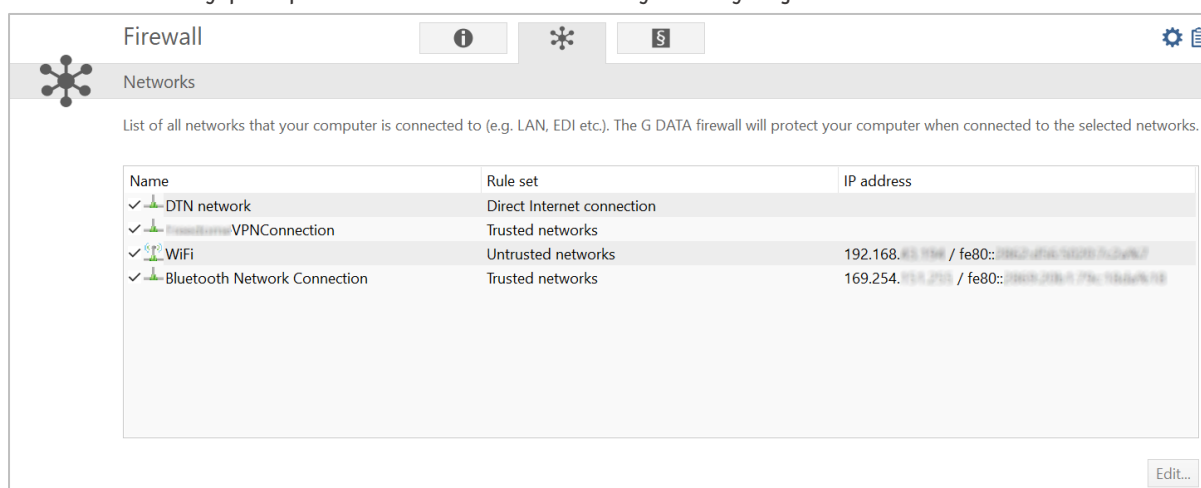 Firewall
Networks
List of all networks that your computer is connected to (e.g. LAN, EDI etc.). The G DATA firewall will protect your computer when connected to the selected networks.
Name Rule set IP address
DTN network Direct Internet connection
VPNConnection Trusted networks
WiFi Untrusted networks 192.168. / fe80::
Bluetooth Network Connection Trusted networks 169.254. / fe80::
Edit...